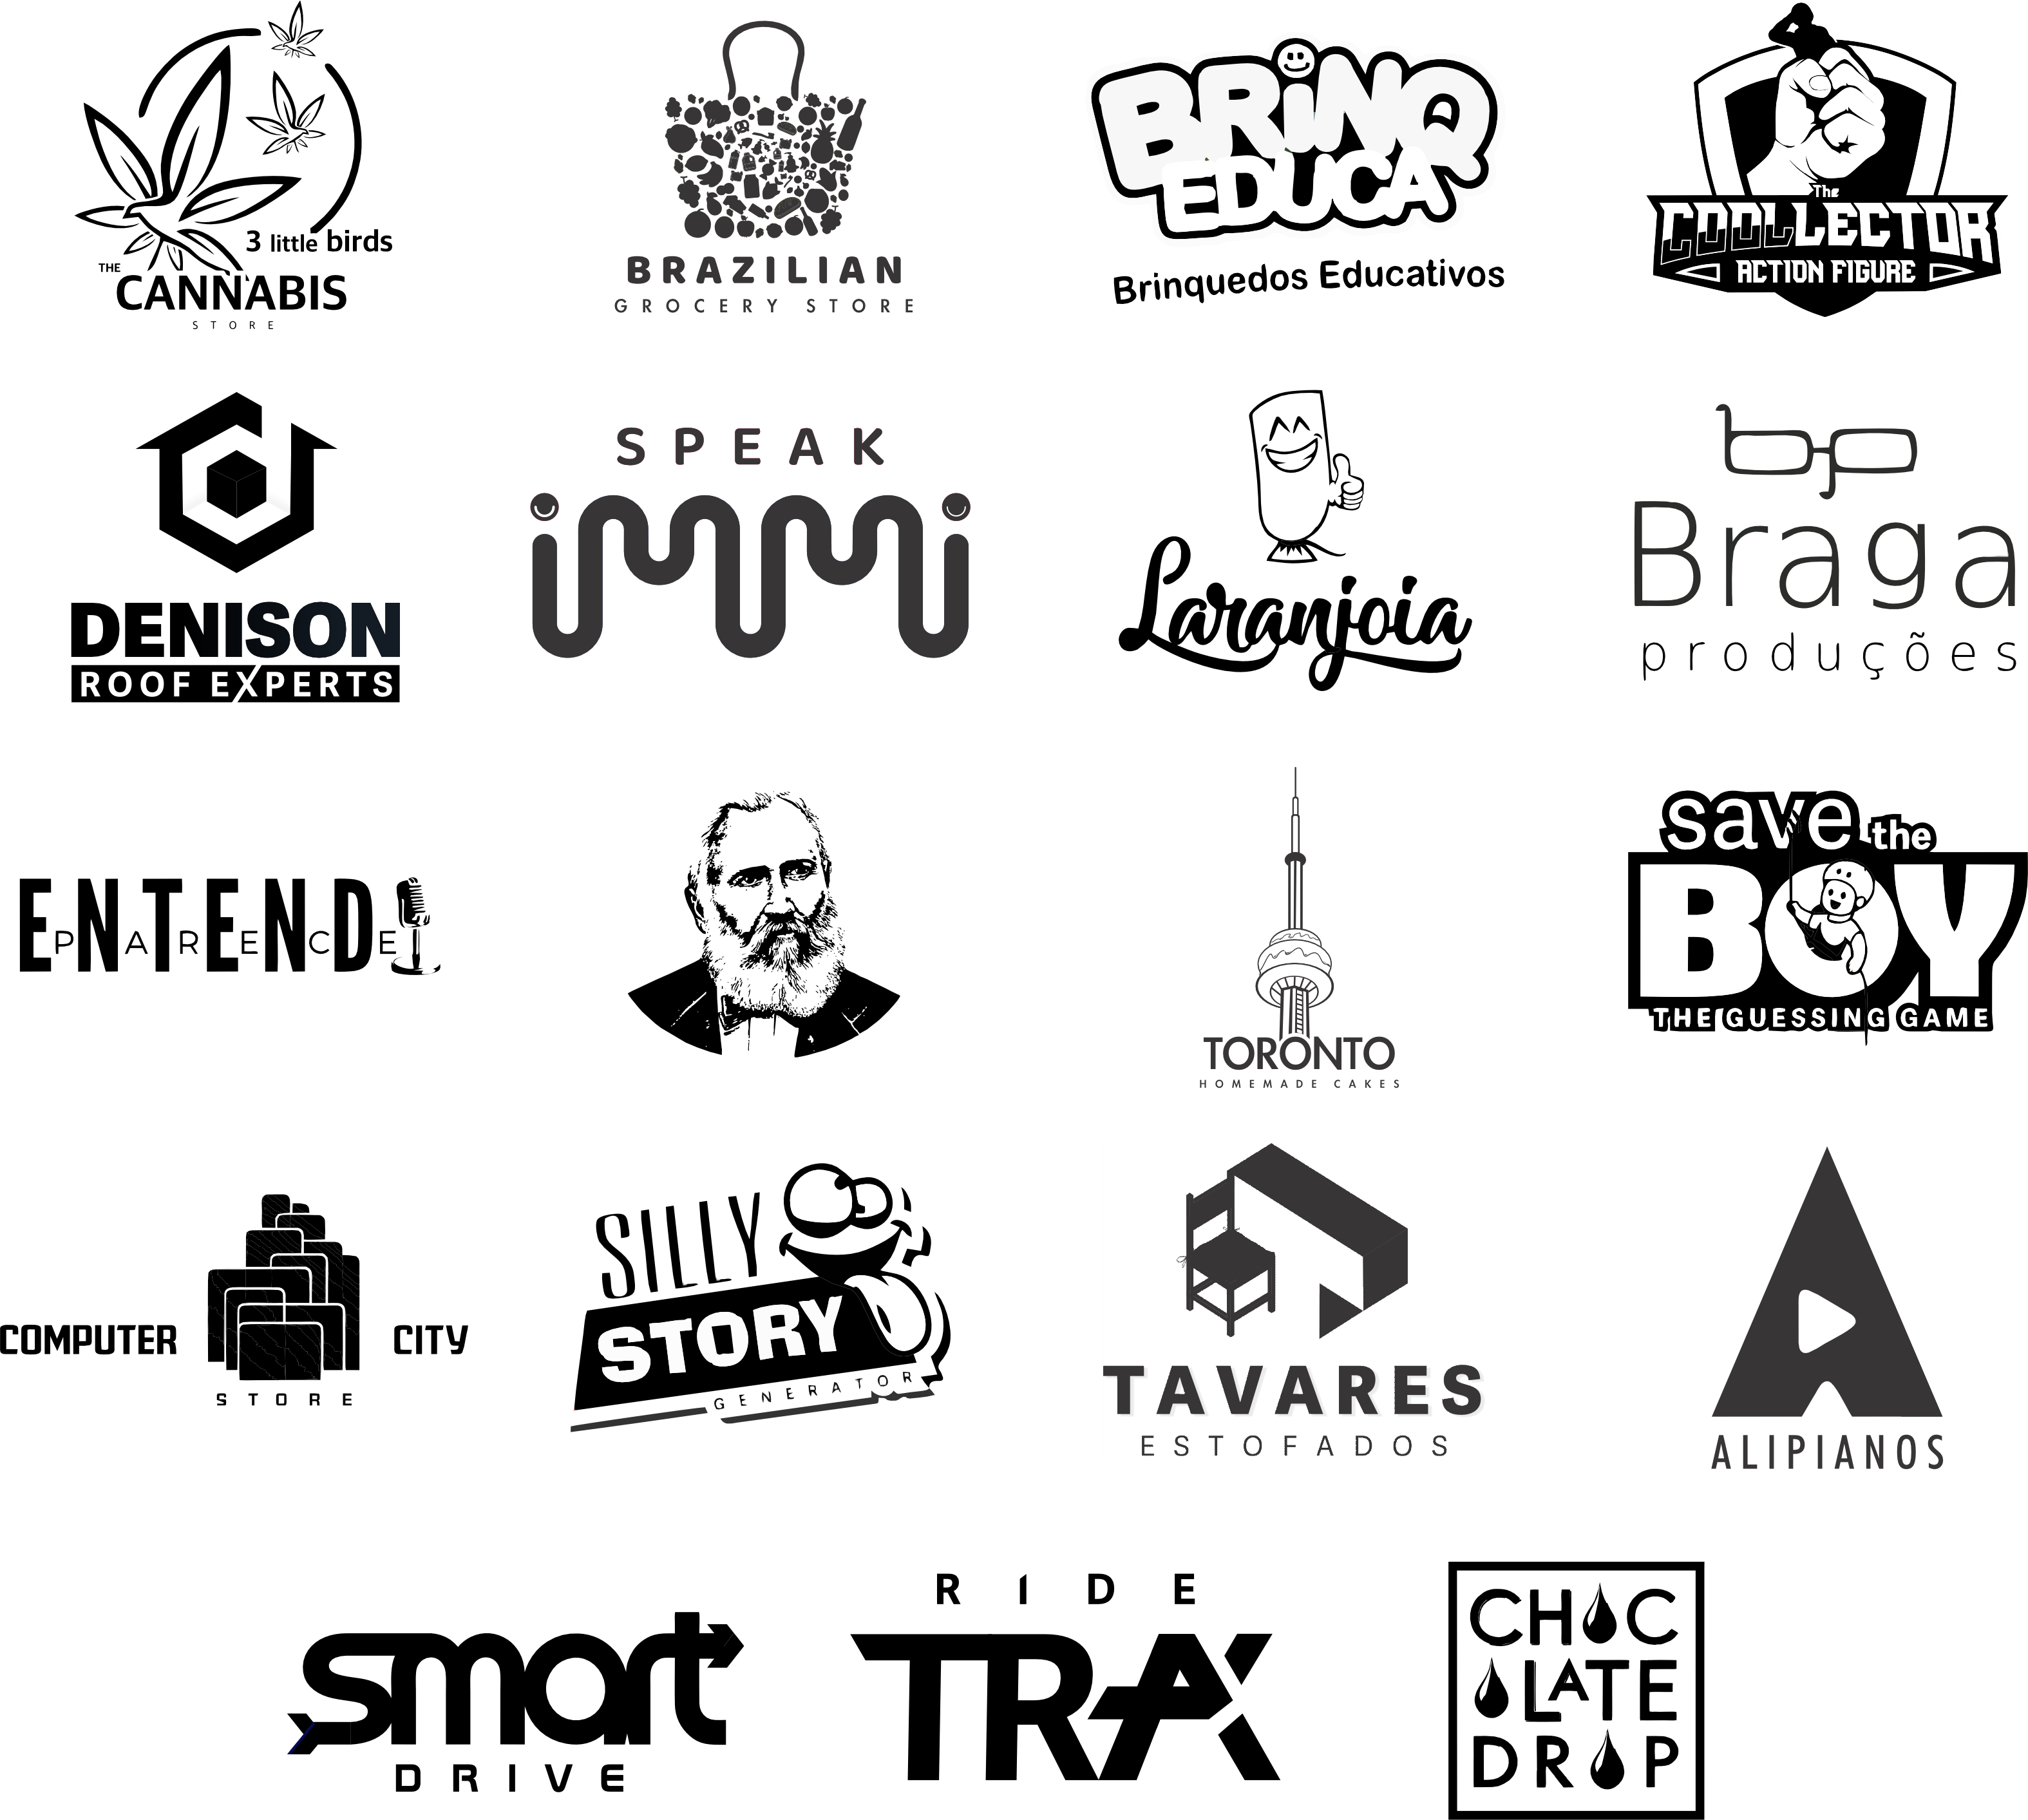 3 little birds
THE
CANNABIS
STORE
BRAZILIAN
GROCERY STORE
BRiNQ
EDUCA
Brinquedos Educativos
The
COOLLECTOR
ACTION FIGURE
DENISON
ROOF EXPERTS
SPEAK
immi
Laranjoia
bp
Braga
produções
ENTENDI
PARECE
TORONTO
HOMEMADE CAKES
save the
BOY
THE GUESSING GAME
COMPUTER CITY
STORE
SILLY
STORY
GENERATOR
TAVARES
ESTOFADOS
A
ALIPIANOS
smart
DRIVE
RIDE
TRAX
CHOC
OLATE
DROP